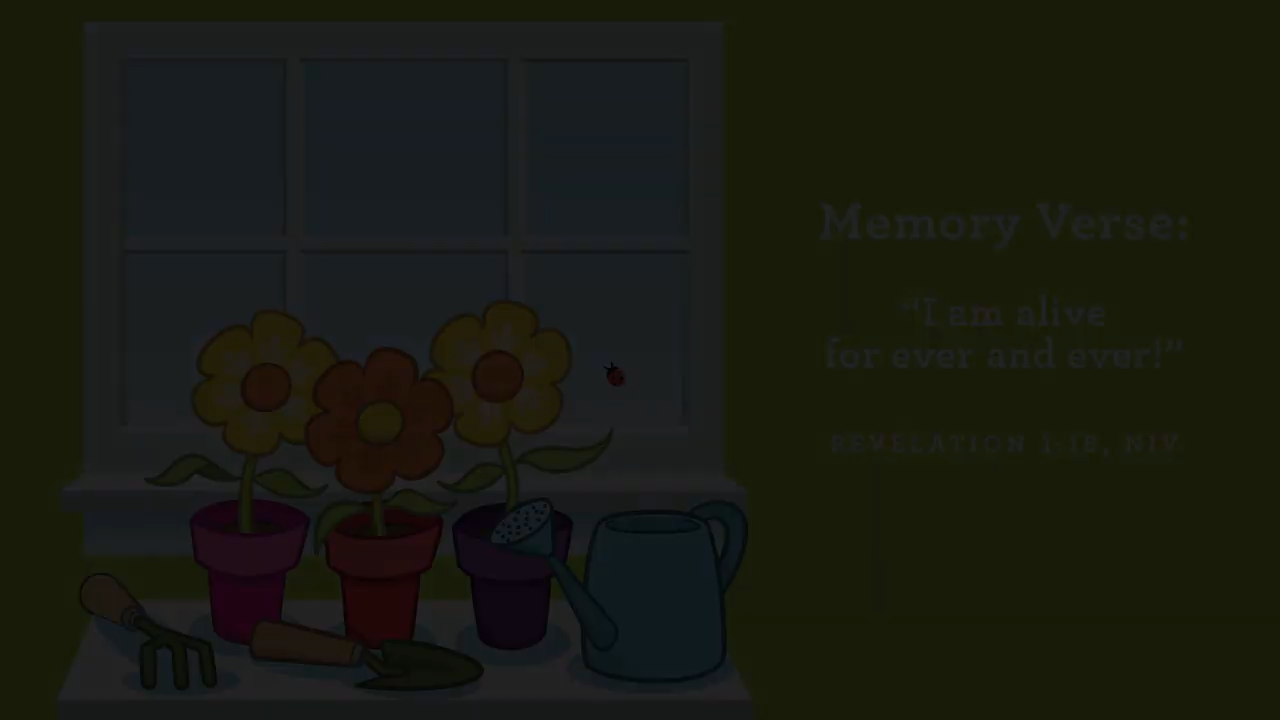 Memory Verse:
“I am alive
for ever and ever!”
REVELATION 1:18, NIV